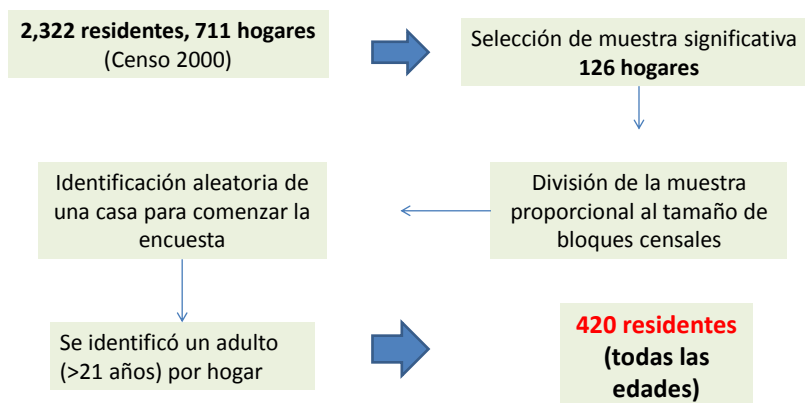 2,322 residentes, 711 hogares
(Censo 2000)
Selección de muestra significativa
126 hogares
División de la muestra
proporcional al tamaño de
bloques censales
Identificación aleatoria de
una casa para comenzar la
encuesta
Se identificó un adulto
(>21 años) por hogar
420 residentes
(todas las
edades)